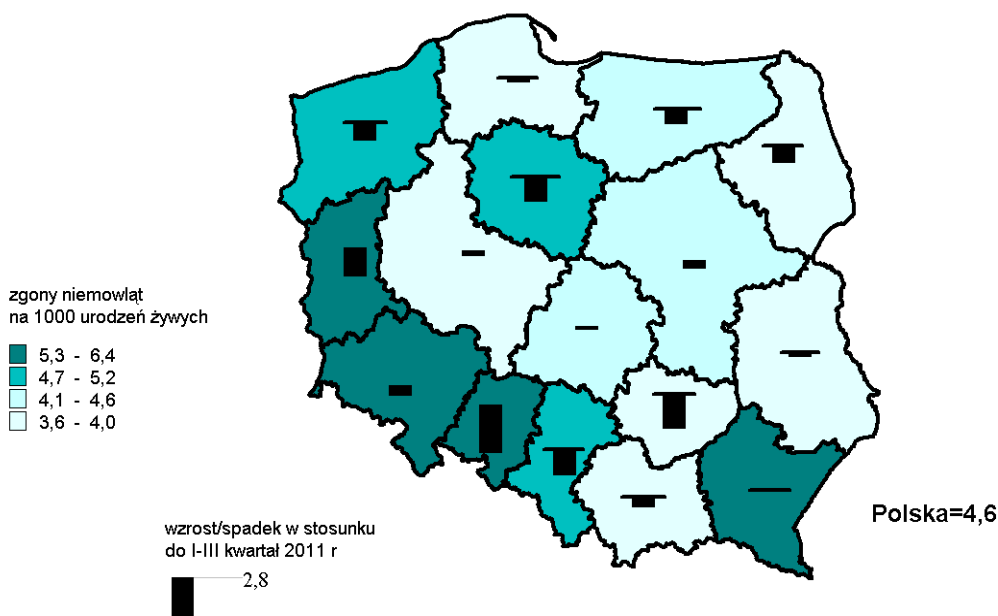 zgony niemowląt
na 1000 urodzeń żywych
5,3 - 6,4
4,7 - 5,2
4,1 - 4,6
3,6 - 4,0
Polska=4,6
wzrost/spadek w stosunku
do I-III kwartał 2011 r
2,8